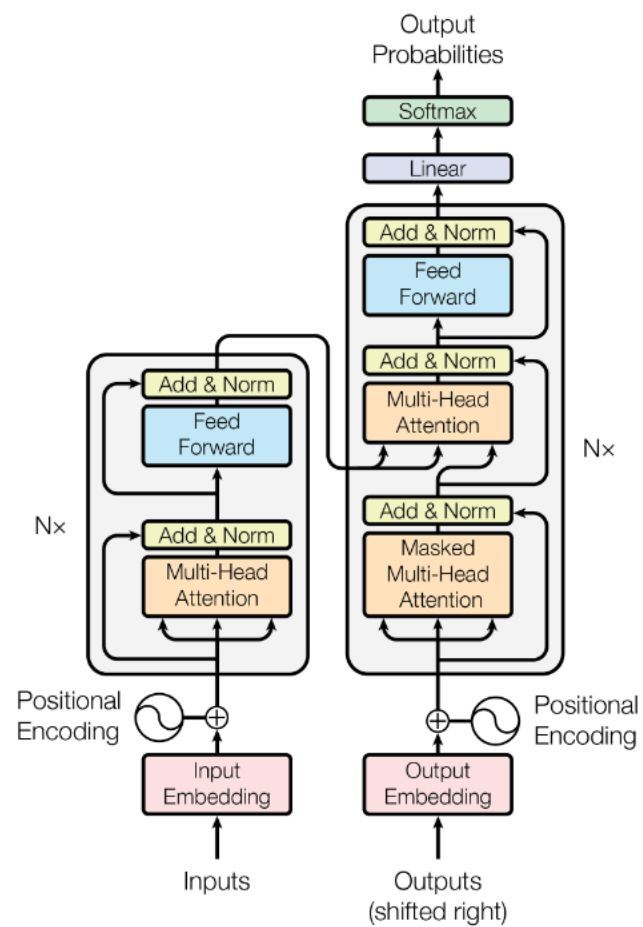 Output
Probabilities
Softmax
Linear
Add & Norm
Feed
Forward
Add & Norm
Multi-Head
Attention
Add & Norm
Masked
Multi-Head
Attention
Nx
Add & Norm
Feed
Forward
Add & Norm
Multi-Head
Attention
N×
Positional
Encoding
Positional
Encoding
Input
Embedding
Output
Embedding
Inputs
Outputs
(shifted right)